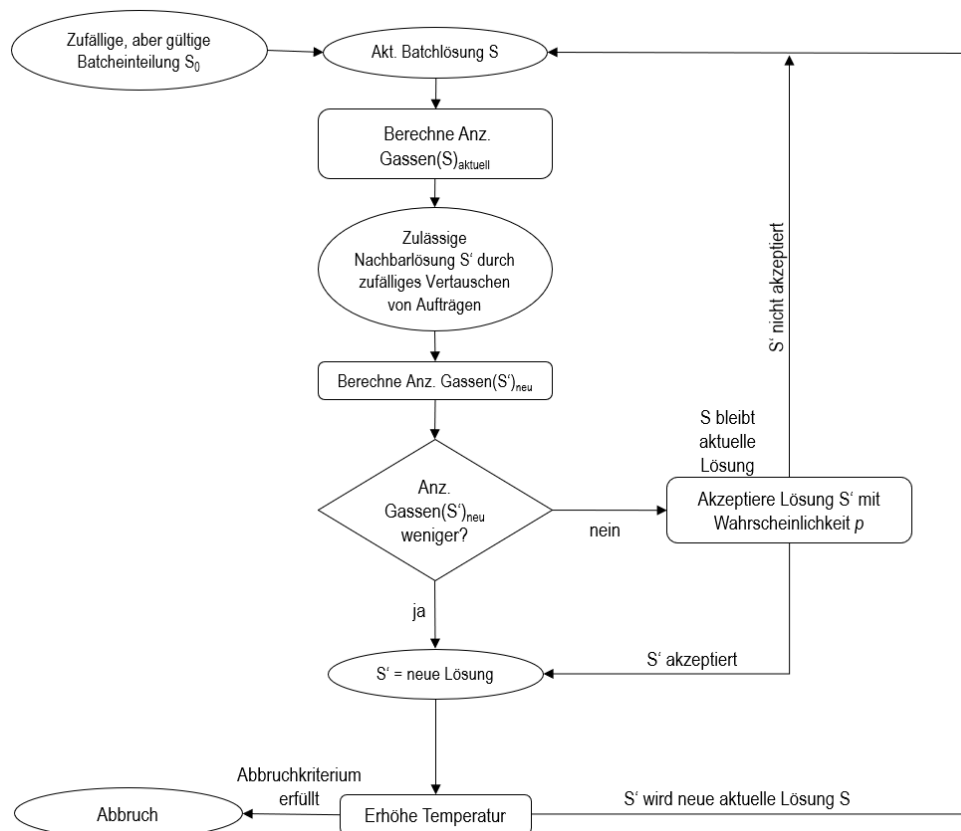 Zufällige, aber gültige
Batcheinteilung S0
Akt. Batchlösung S
Berechne Anz.
Gassen(S)aktuell
Zulässige
Nachbarlösung S‘ durch
zufälliges Vertauschen
von Aufträgen
S‘ nicht akzeptiert
Berechne Anz. Gassen(S‘)neu
S bleibt
aktuelle
Lösung
Anz.
Gassen(S‘)neu
weniger?
nein
Akzeptiere Lösung S‘ mit
Wahrscheinlichkeit p
ja
S‘ = neue Lösung
S‘ akzeptiert
Abbruchkriterium
erfüllt
Abbruch
Erhöhe Temperatur
S‘ wird neue aktuelle Lösung S